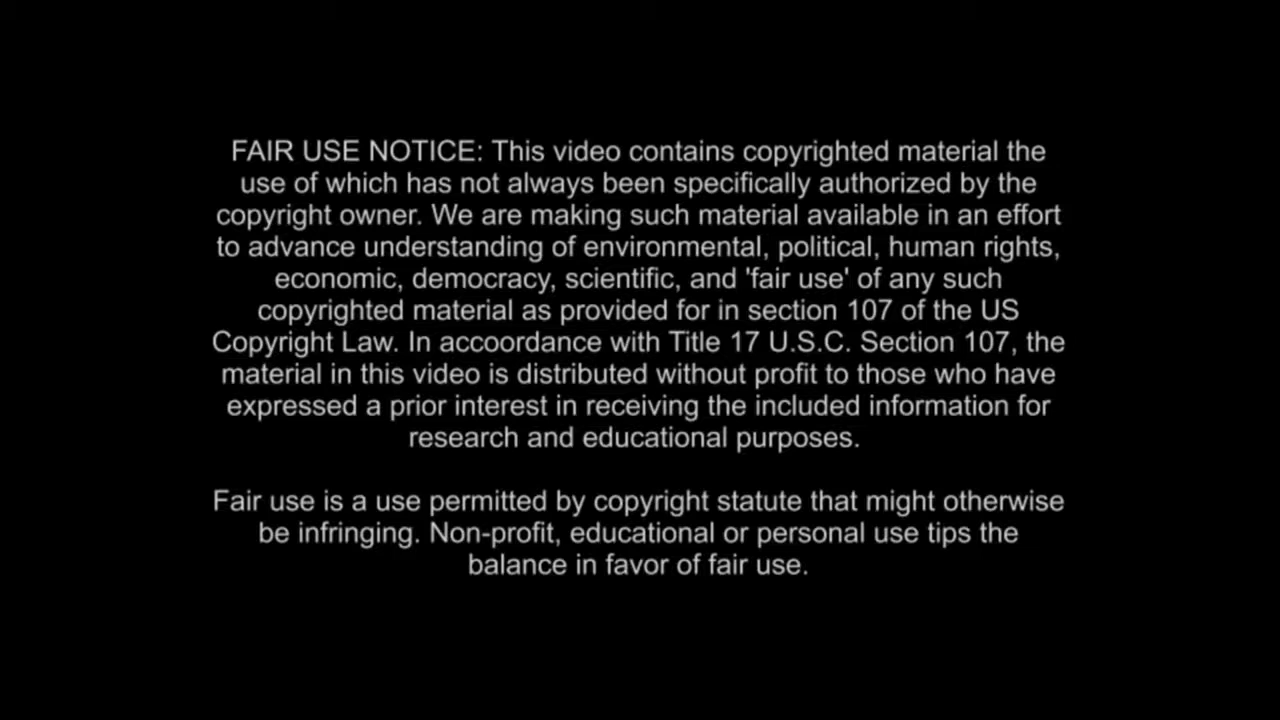 FAIR USE NOTICE: This video contains copyrighted material the
use of which has not always been specifically authorized by the
copyright owner. We are making such material available in an effort
to advance understanding of environmental, political, human rights,
economic, democracy, scientific, and 'fair use' of any such
copyrighted material as provided for in section 107 of the US
Copyright Law. In accoordance with Title 17 U.S.C. Section 107, the
material in this video is distributed without profit to those who have
expressed a prior interest in receiving the included information for
research and educational purposes.
Fair use is a use permitted by copyright statute that might otherwise
be infringing. Non-profit, educational or personal use tips the
balance in favor of fair use.